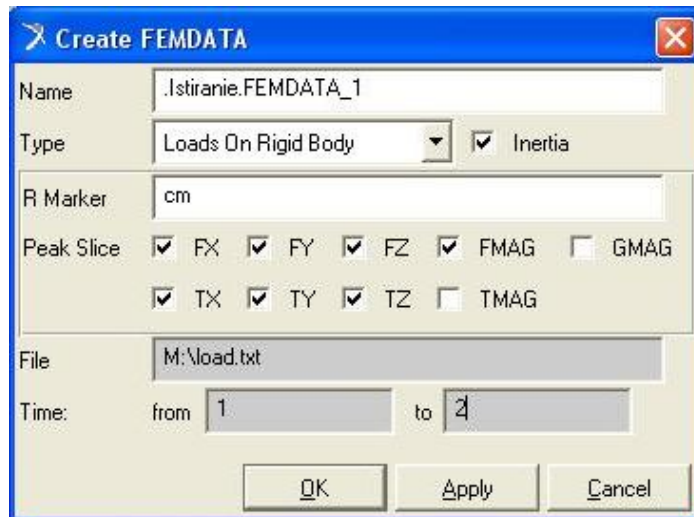 Create FEMDATA
Name .Istiranie.FEMDATA_1
Type Loads On Rigid Body Inertia
R Marker cm
Peak Slice FX FY FZ FMAG GMAG
TX TY TZ TMAG
File M:\load.txt
Time: from 1 to 2
OK Apply Cancel